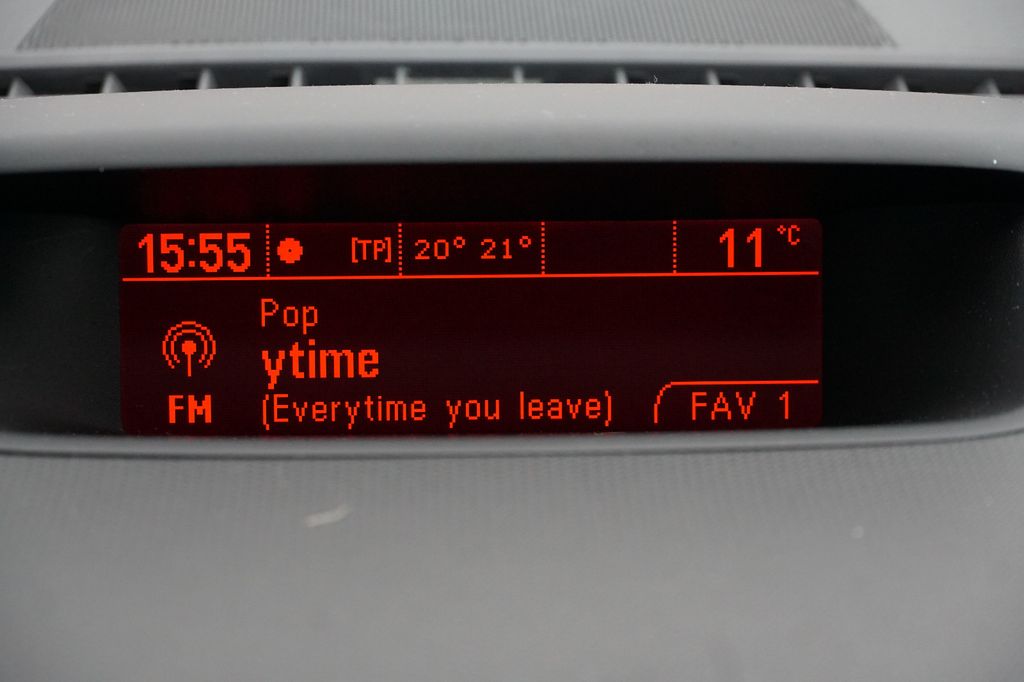 15:55 [TP] 20° 21° 11 °C
Pop
ytime
FM (Everytime you leave) FAV 1